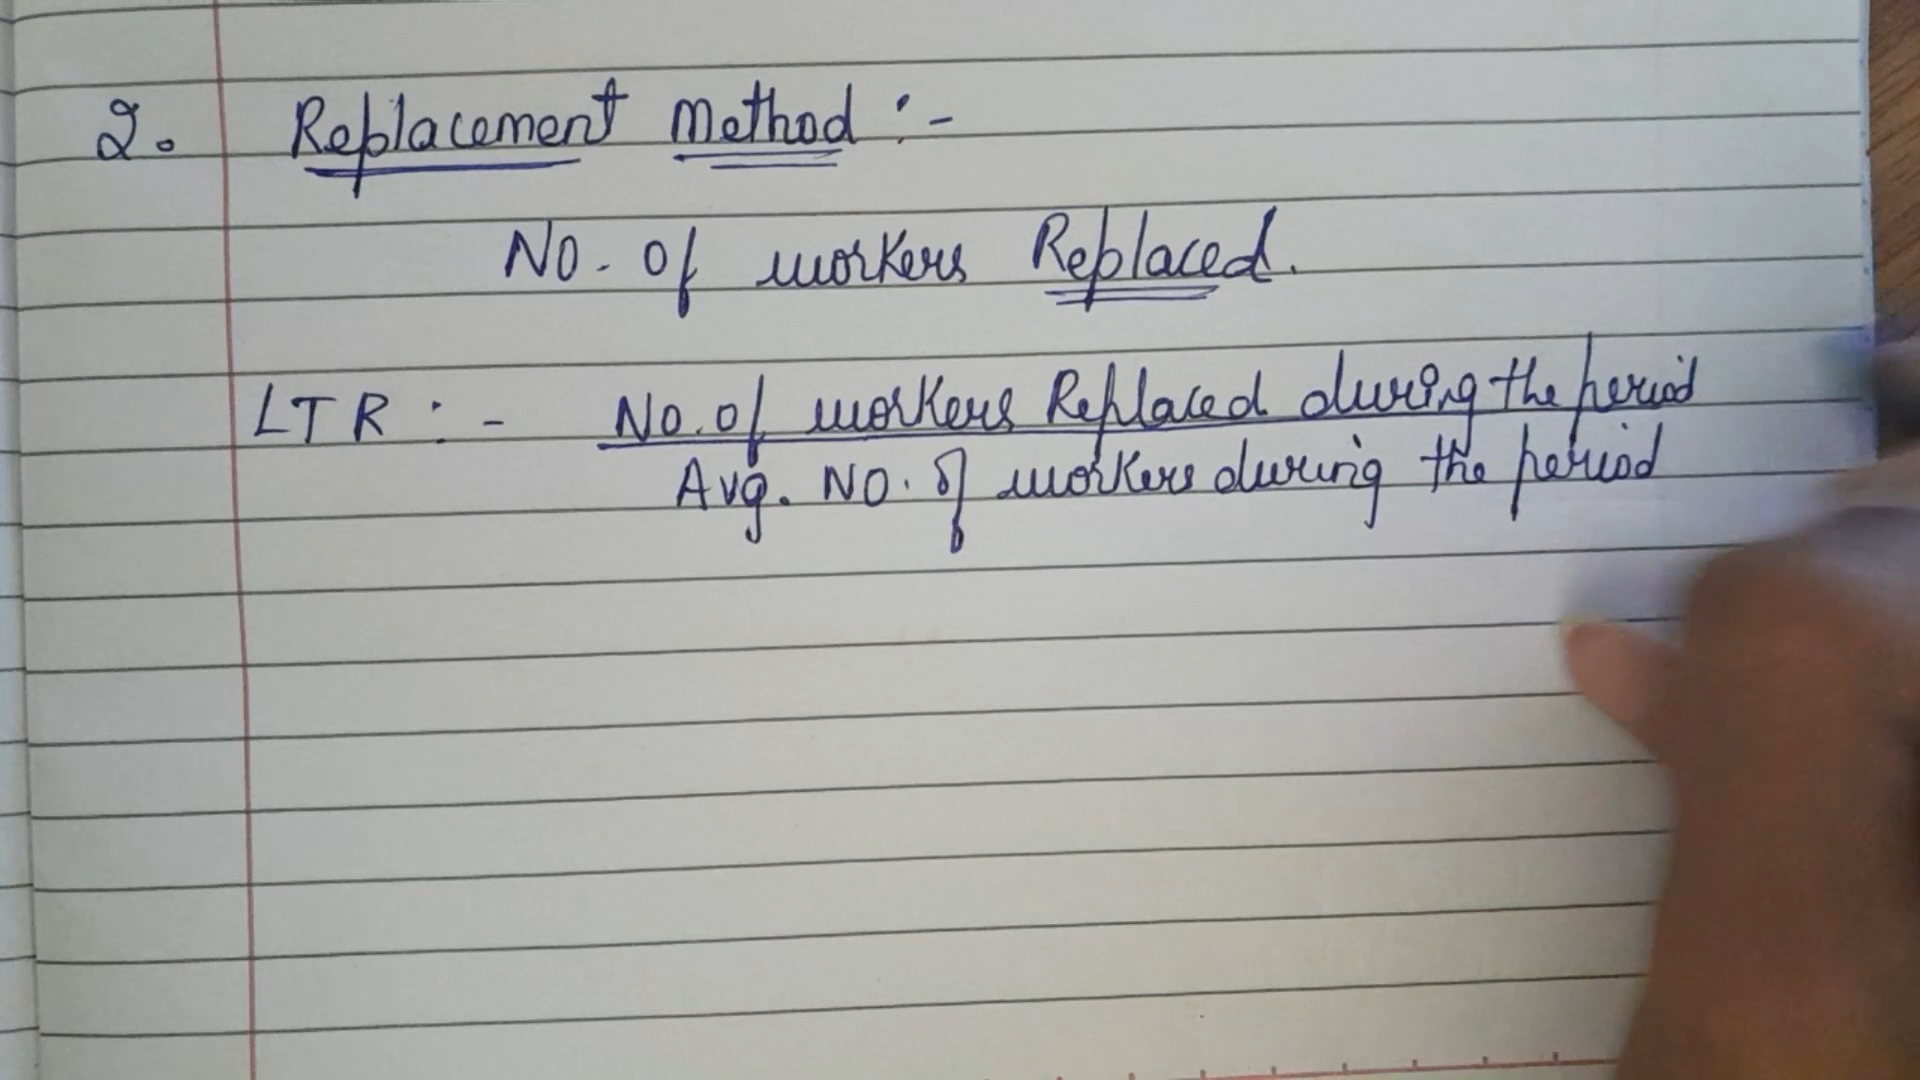 2. Replacement Method :-
No. of workers Replaced.
LTR :- No. of workers Replaced during the period
Avg. No. of workers during the period